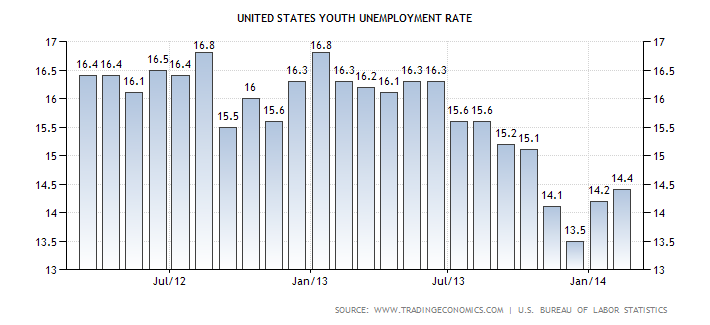 UNITED STATES YOUTH UNEMPLOYMENT RATE
17 17
16.8 16.8
16.5 16.4 16.4 16.5 16.4 16.3 16.3 16.2 16.3 16.3 16.5
16.1 16.1
16 16 16
15.5 15.5 15.6 15.6 15.6 15.5
15.2 15.1
15 15
14.5 14.4 14.5
14.1 14.2
14 14
13.5 13.5 13.5
13 13
Jul/12 Jan/13 Jul/13 Jan/14
SOURCE: WWW.TRADINGECONOMICS.COM | U.S. BUREAU OF LABOR STATISTICS